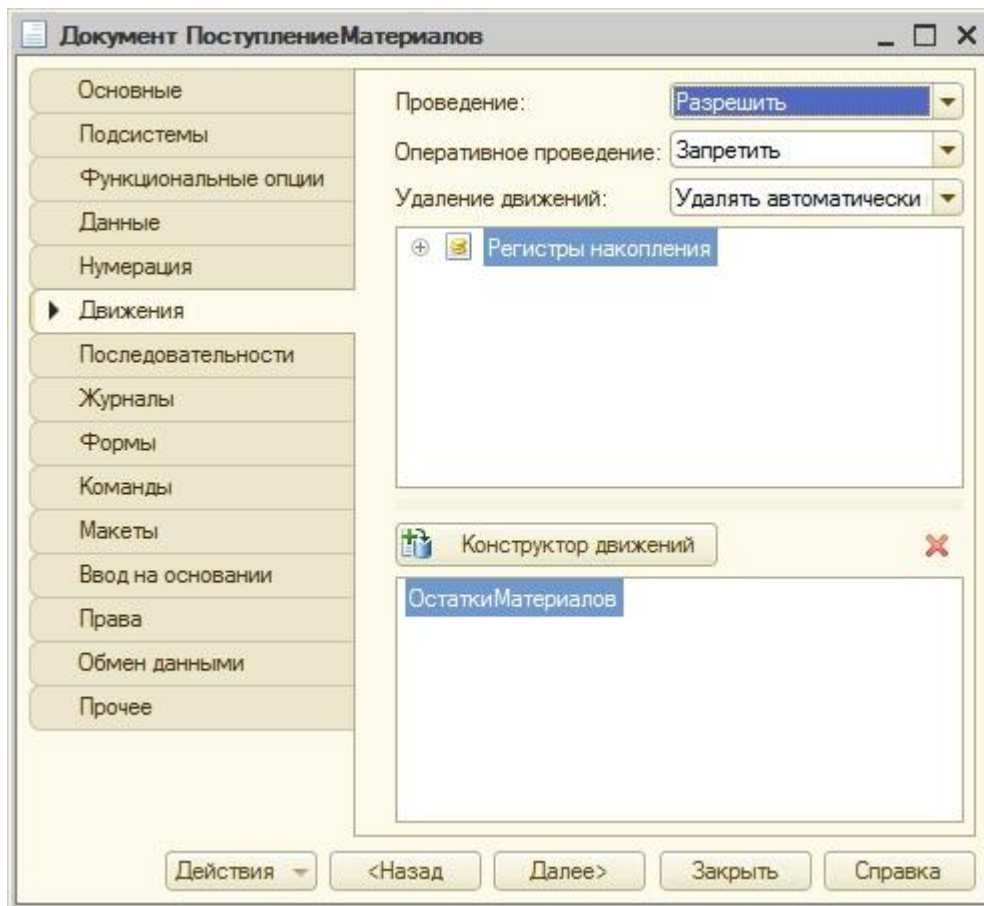 Документ ПоступлениеМатериалов
Основные
Подсистемы
Функциональные опции
Данные
Нумерация
Движения
Последовательности
Журналы
Формы
Команды
Макеты
Ввод на основании
Права
Обмен данными
Прочее
Проведение: Разрешить
Оперативное проведение: Запретить
Удаление движений: Удалять автоматически
Регистры накопления
Конструктор движений
ОстаткиМатериалов
Действия <Назад Далее> Закрыть Справка